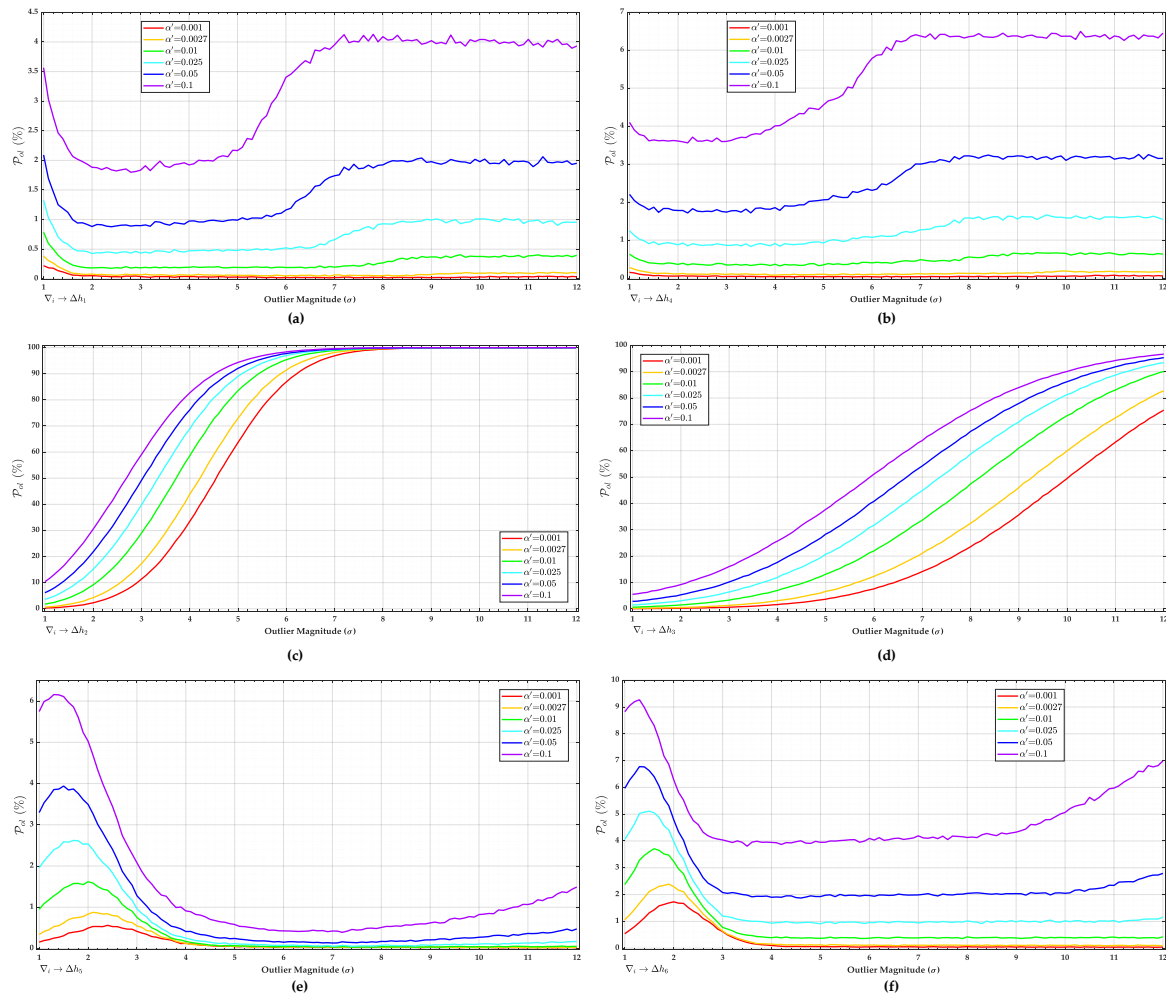 4.5
4
3.5
3
2.5
2
1.5
1
0.5
0
𝒫ₒₗ (%)
α′=0.001
α′=0.0027
α′=0.01
α′=0.025
α′=0.05
α′=0.1
1 2 3 4 5 6 7 8 9 10 11 12
∇ᵢ → Δh₁
Outlier Magnitude (σ)
(a)
7
6
5
4
3
2
1
0
𝒫ₒₗ (%)
α′=0.001
α′=0.0027
α′=0.01
α′=0.025
α′=0.05
α′=0.1
1 2 3 4 5 6 7 8 9 10 11 12
∇ᵢ → Δh₄
Outlier Magnitude (σ)
(b)
100
90
80
70
60
50
40
30
20
10
0
𝒫ₒₗ (%)
α′=0.001
α′=0.0027
α′=0.01
α′=0.025
α′=0.05
α′=0.1
1 2 3 4 5 6 7 8 9 10 11 12
∇ᵢ → Δh₂
Outlier Magnitude (σ)
(c)
100
90
80
70
60
50
40
30
20
10
0
𝒫ₒₗ (%)
α′=0.001
α′=0.0027
α′=0.01
α′=0.025
α′=0.05
α′=0.1
1 2 3 4 5 6 7 8 9 10 11 12
∇ᵢ → Δh₃
Outlier Magnitude (σ)
(d)
6
5
4
3
2
1
0
𝒫ₒₗ (%)
α′=0.001
α′=0.0027
α′=0.01
α′=0.025
α′=0.05
α′=0.1
1 2 3 4 5 6 7 8 9 10 11 12
∇ᵢ → Δh₅
Outlier Magnitude (σ)
(e)
10
9
8
7
6
5
4
3
2
1
0
𝒫ₒₗ (%)
α′=0.001
α′=0.0027
α′=0.01
α′=0.025
α′=0.05
α′=0.1
1 2 3 4 5 6 7 8 9 10 11 12
∇ᵢ → Δh₆
Outlier Magnitude (σ)
(f)